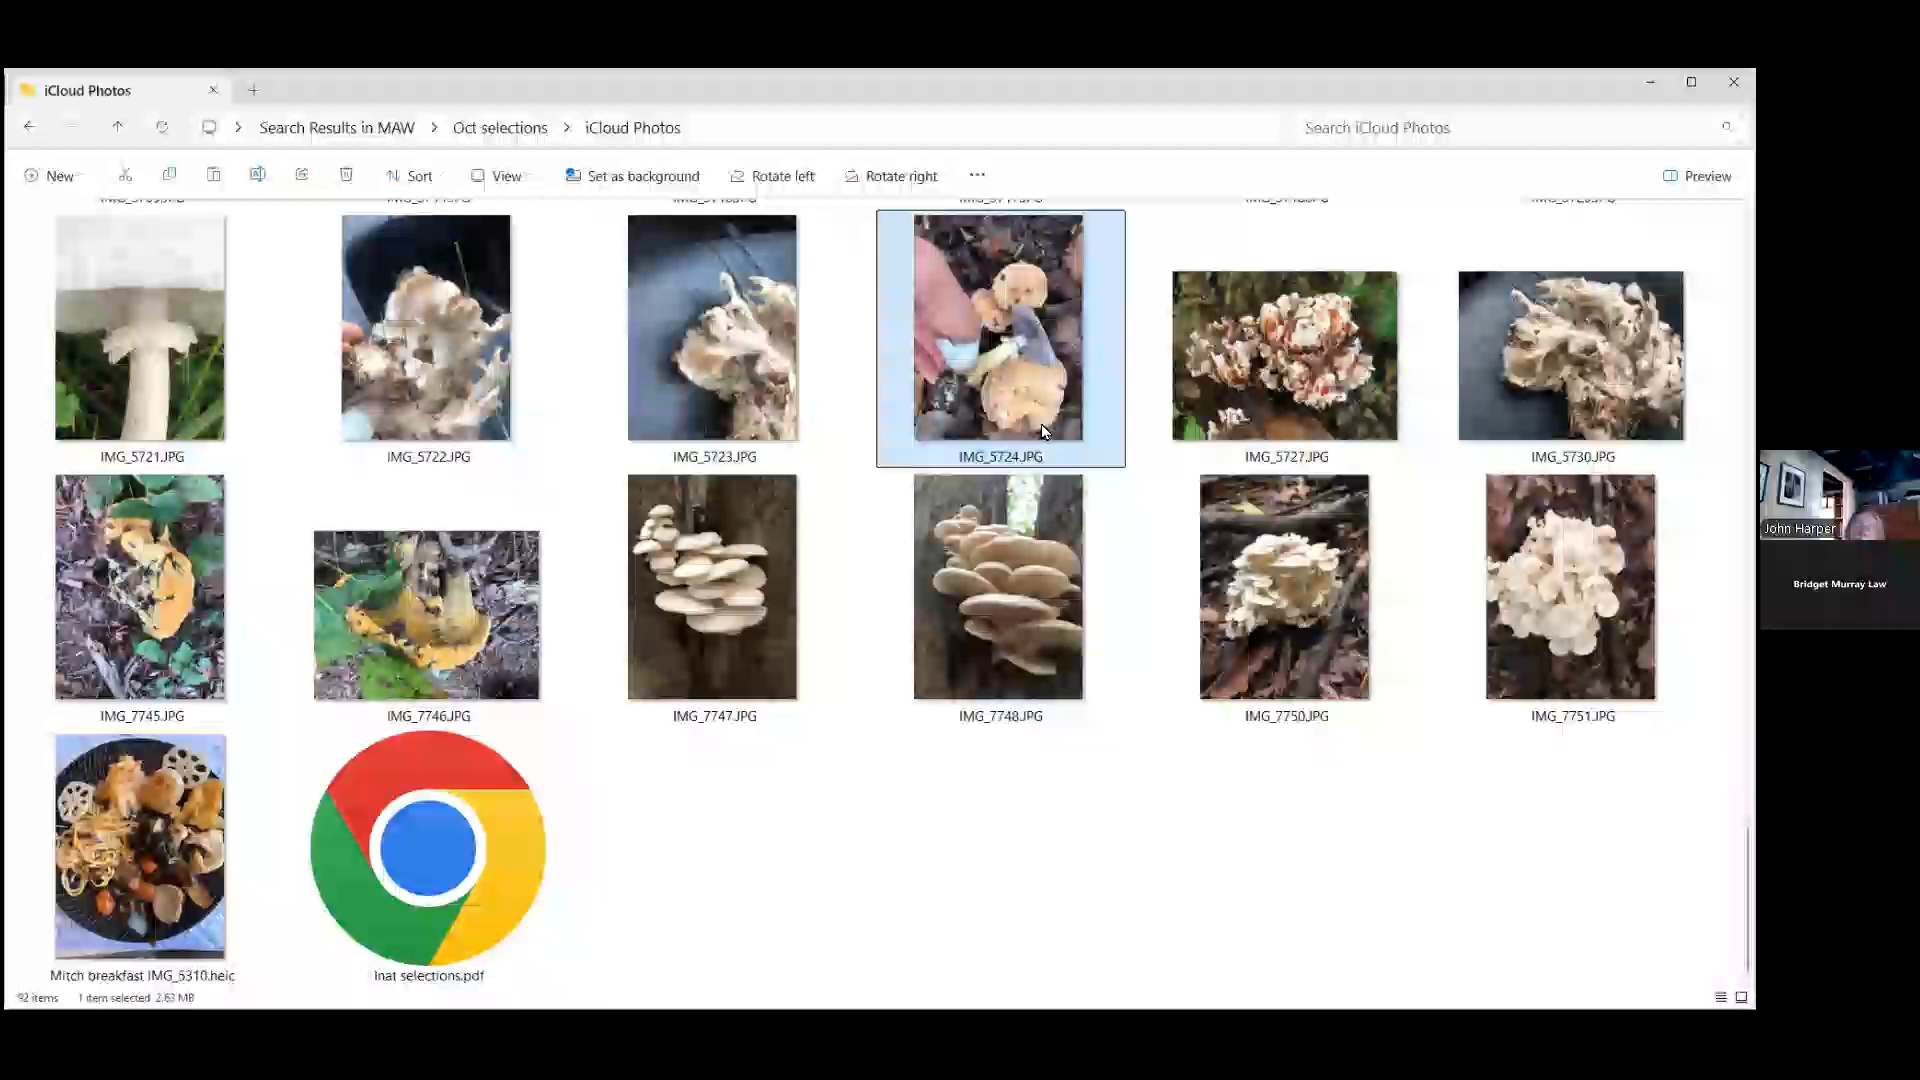 iCloud Photos
Search Results in MAW > Oct selections > iCloud Photos
Search iCloud Photos
New
Sort
View
Set as background
Rotate left
Rotate right
...
Preview
IMG_5721.JPG
IMG_5722.JPG
IMG_5723.JPG
IMG_5724.JPG
IMG_5727.JPG
IMG_5730.JPG
IMG_7745.JPG
IMG_7746.JPG
IMG_7747.JPG
IMG_7748.JPG
IMG_7750.JPG
IMG_7751.JPG
Mitch breakfast IMG_5310.heic
Inat selections.pdf
92 items 1 item selected 2.63 MB
John Harper
Bridget Murray Law